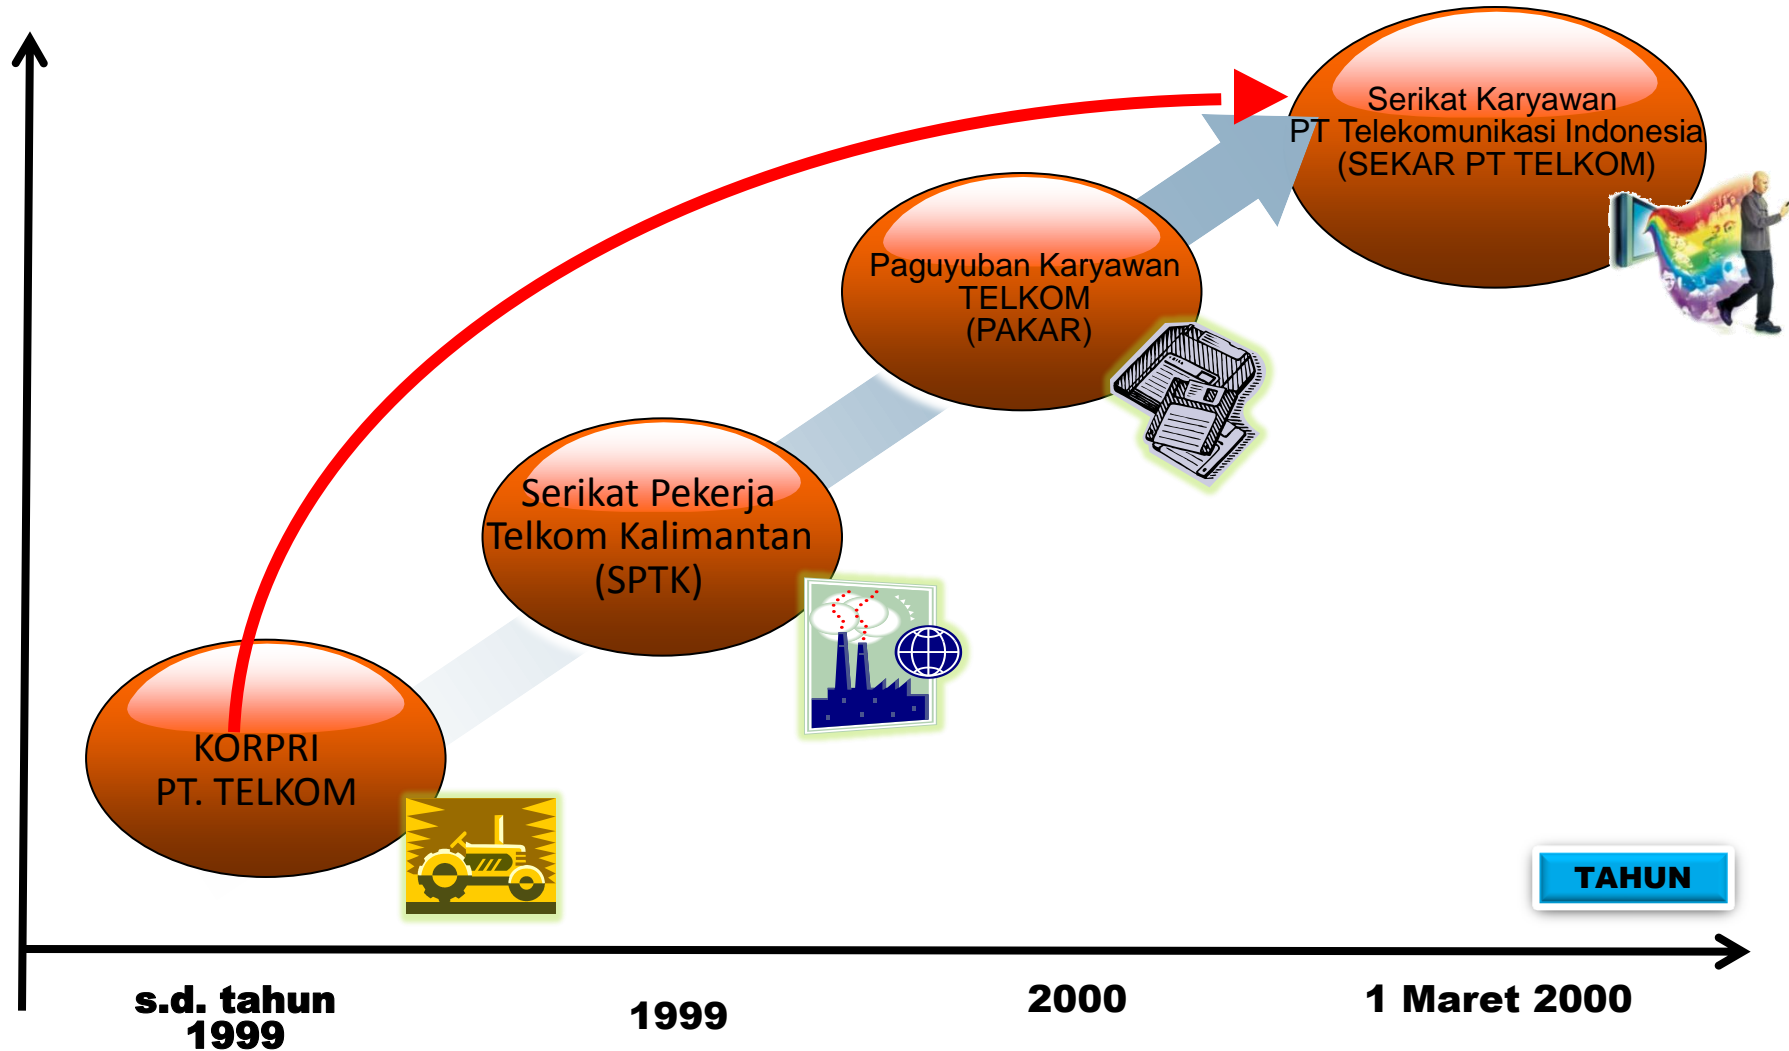 Serikat Karyawan
PT Telekomunikasi Indonesia
(SEKAR PT TELKOM)
Paguyuban Karyawan
TELKOM
(PAKAR)
Serikat Pekerja
Telkom Kalimantan
(SPTK)
KORPRI
PT. TELKOM
TAHUN
s.d. tahun
1999
1999
2000
1 Maret 2000